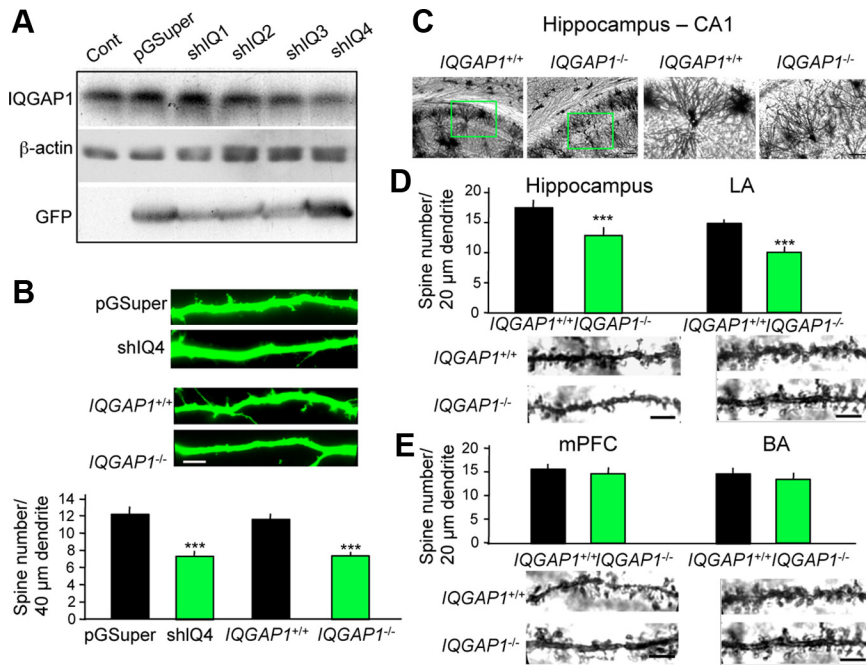 A
Cont pGSuper shIQ1 shIQ2 shIQ3 shIQ4
IQGAP1
β-actin
GFP
B
pGSuper
shIQ4
IQGAP1+/+
IQGAP1-/-
Spine number/
40 μm dendrite
12
10
8
6
4
2
0
*** ***
pGSuper shIQ4 IQGAP1+/+ IQGAP1-/-
C
Hippocampus – CA1
IQGAP1+/+ IQGAP1-/- IQGAP1+/+ IQGAP1-/-
D
Hippocampus LA
Spine number/
20 μm dendrite
20
15
10
5
0
*** ***
IQGAP1+/+IQGAP1-/- IQGAP1+/+IQGAP1-/-
IQGAP1+/+
IQGAP1-/-
E
mPFC BA
Spine number/
20 μm dendrite
20
15
10
5
0
IQGAP1+/+IQGAP1-/- IQGAP1+/+IQGAP1-/-
IQGAP1+/+
IQGAP1-/-